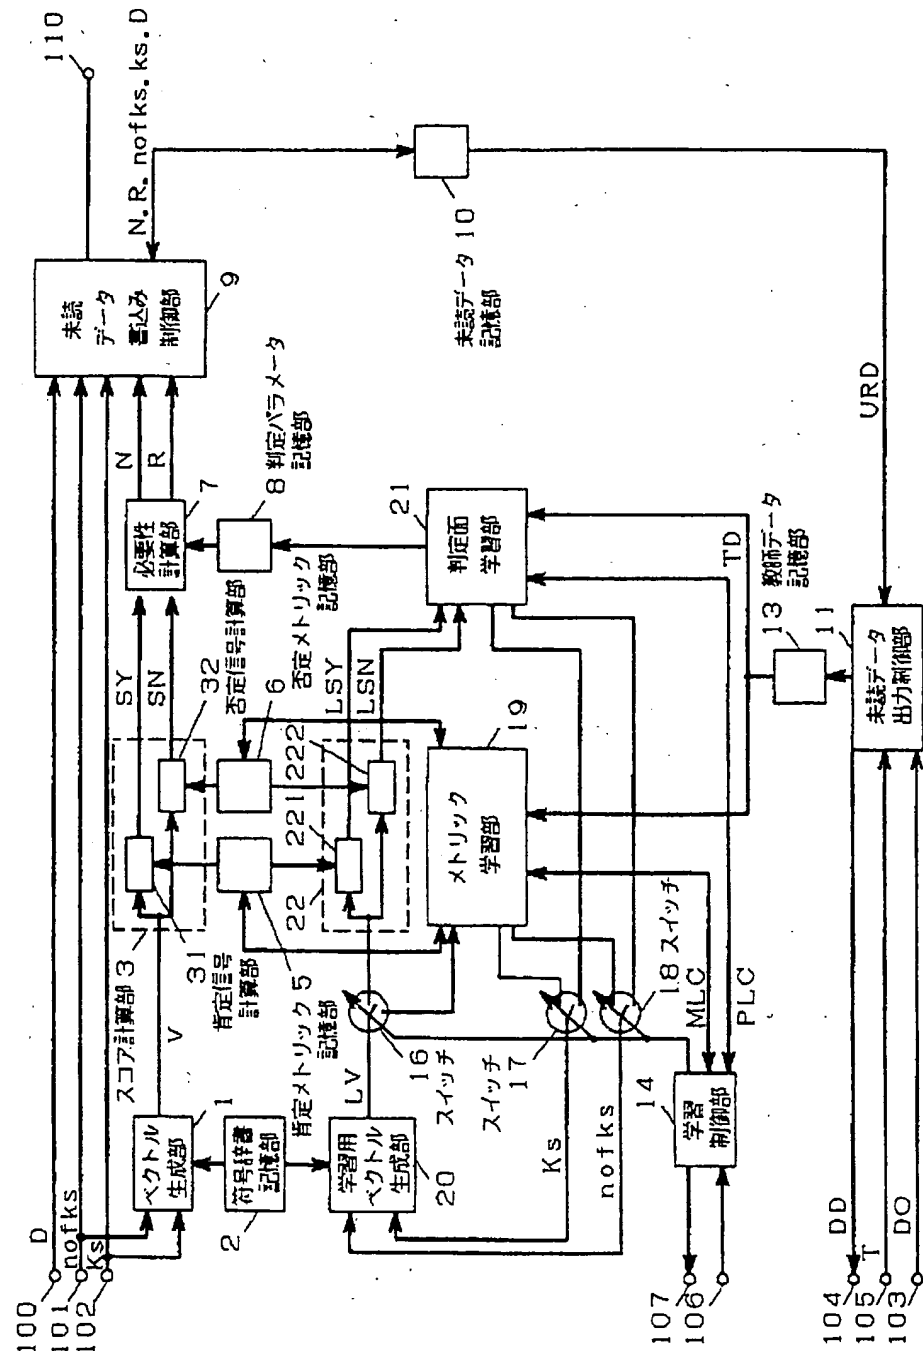 100
D
101
nofks
102
Ks
ベクトル
生成部
1
V
符号辞書
記憶部
2
学習用
ベクトル
生成部
20
LV
スコア計算部 3
31
肯定信号
計算部
SY
SN
32
否定信号計算部
肯定メトリック 5
記憶部
6
否定メトリック
記憶部
必要性
計算部
7
N
R
8 判定パラメータ
記憶部
未読
データ
書込み
制御部
9
110
N.R.nofks.ks.D
未読データ 10
記憶部
22
221
222
LSY
LSN
16
スイッチ
スイッチ
17
18 スイッチ
Ks
nofks
メトリック
学習部
19
判定面
学習部
21
学習
制御部
14
MLC
PLC
TD
教師データ
記憶部
13
URD
未読データ
出力制御部
11
107
106
104
DD
105
T
103
DO